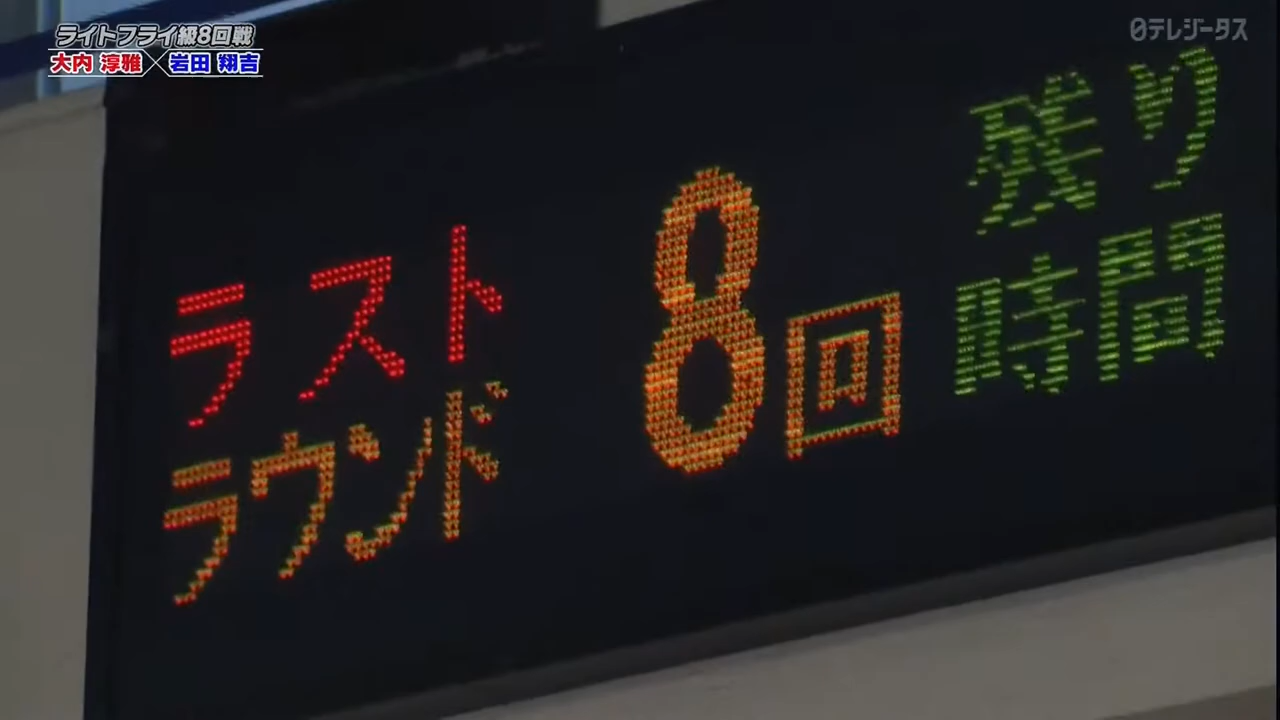 ライトフライ級8回戦
大内 淳雅×岩田 翔吉
日テレジータス
ラスト
ラウンド
8回
残り
時間